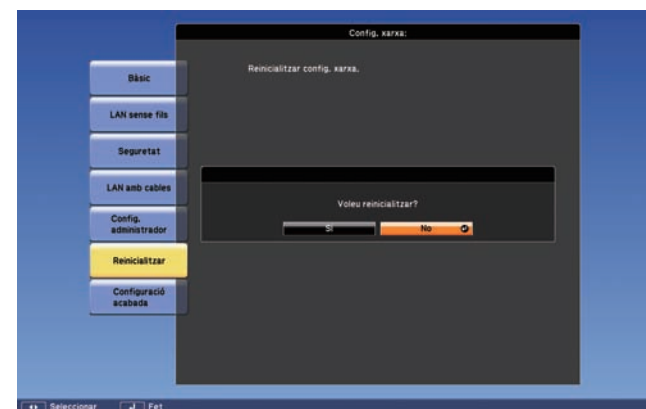 Config. xarxa:
Reinicialitzar config. xarxa.
Bàsic
LAN sense fils
Seguretat
LAN amb cables
Config.
administrador
Reinicialitzar
Configuració
acabada
Voleu reinicialitzar?
Sí No
Seleccionar Fet